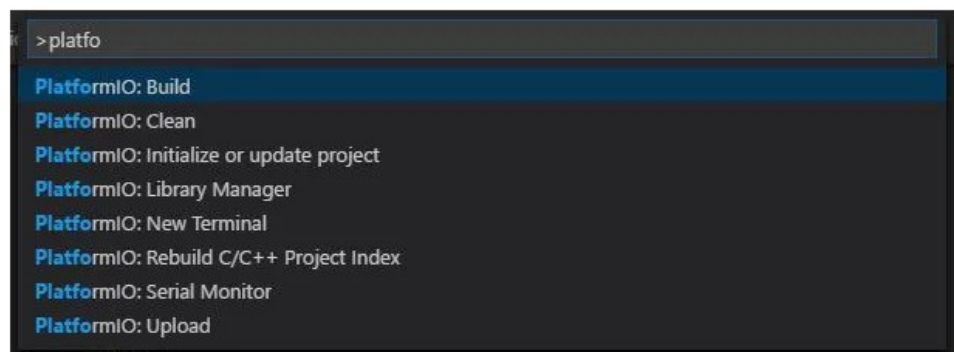 >platfo
PlatformIO: Build
PlatformIO: Clean
PlatformIO: Initialize or update project
PlatformIO: Library Manager
PlatformIO: New Terminal
PlatformIO: Rebuild C/C++ Project Index
PlatformIO: Serial Monitor
PlatformIO: Upload